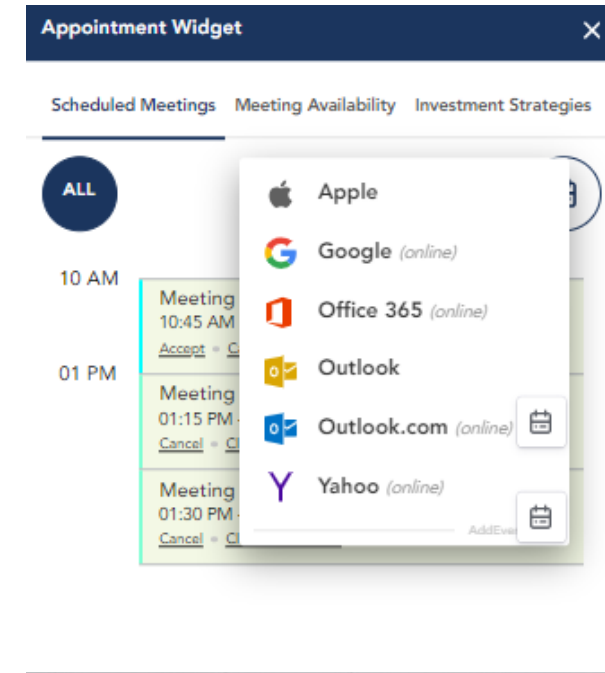 Appointment Widget
Scheduled Meetings Meeting Availability Investment Strategies
ALL
Apple
Google (online)
Office 365 (online)
Outlook
Outlook.com (online)
Yahoo (online)
10 AM
Meeting
10:45 AM
Accept
01 PM
Meeting
01:15 PM -
Cancel
Meeting
01:30 PM -
Cancel